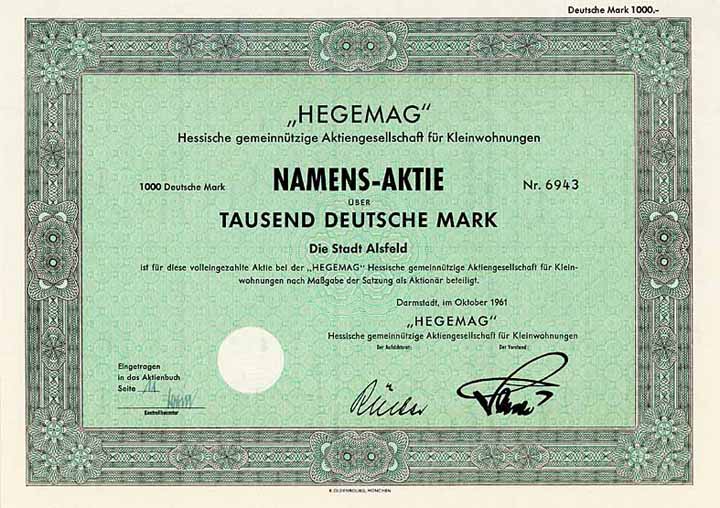 Deutsche Mark 1000,-
„HEGEMAG"
Hessische gemeinnützige Aktiengesellschaft für Kleinwohnungen
1000 Deutsche Mark
NAMENS-AKTIE
Nr. 6943
ÜBER
TAUSEND DEUTSCHE MARK
Die Stadt Alsfeld
ist für diese volleingezahlte Aktie bei der „HEGEMAG" Hessische gemeinnützige Aktiengesellschaft für Klein-
wohnungen nach Maßgabe der Satzung als Aktionär beteiligt.
Darmstadt, im Oktober 1961
„HEGEMAG"
Hessische gemeinnützige Aktiengesellschaft für Kleinwohnungen
Der Aufsichtsrat: Der Vorstand:
Eingetragen
in das Aktienbuch
Seite 11
Kontrollbeamter
R. OLDENBOURG, MÜNCHEN